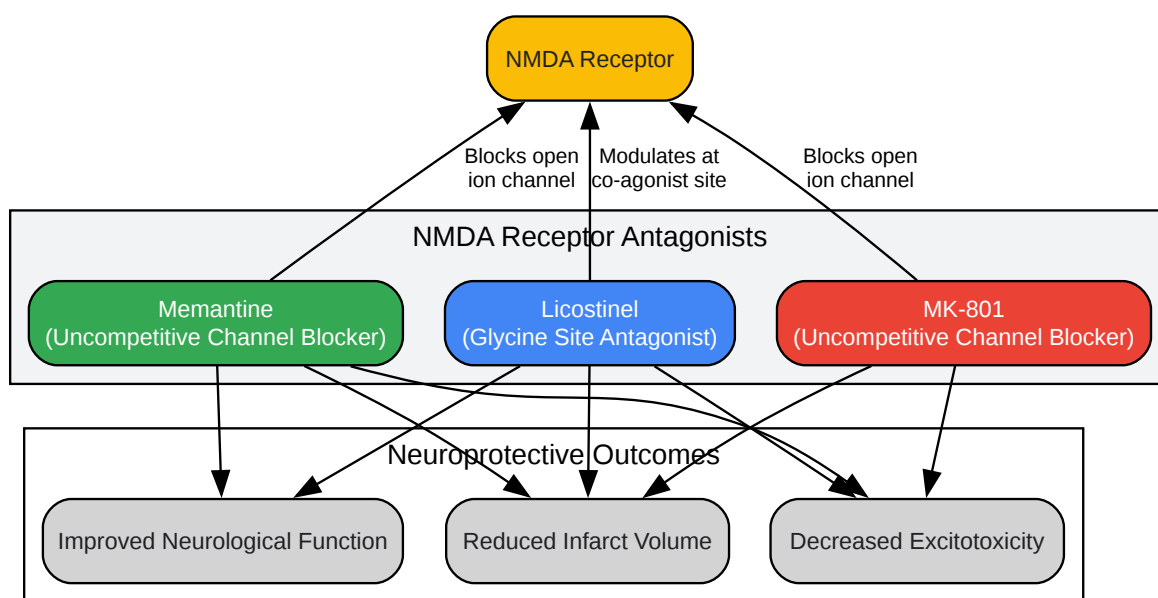 NMDA Receptor
Blocks open
ion channel
Modulates at
co-agonist site
Blocks open
ion channel
NMDA Receptor Antagonists
Memantine
(Uncompetitive Channel Blocker)
Licostinel
(Glycine Site Antagonist)
MK-801
(Uncompetitive Channel Blocker)
Neuroprotective Outcomes
Improved Neurological Function
Reduced Infarct Volume
Decreased Excitotoxicity